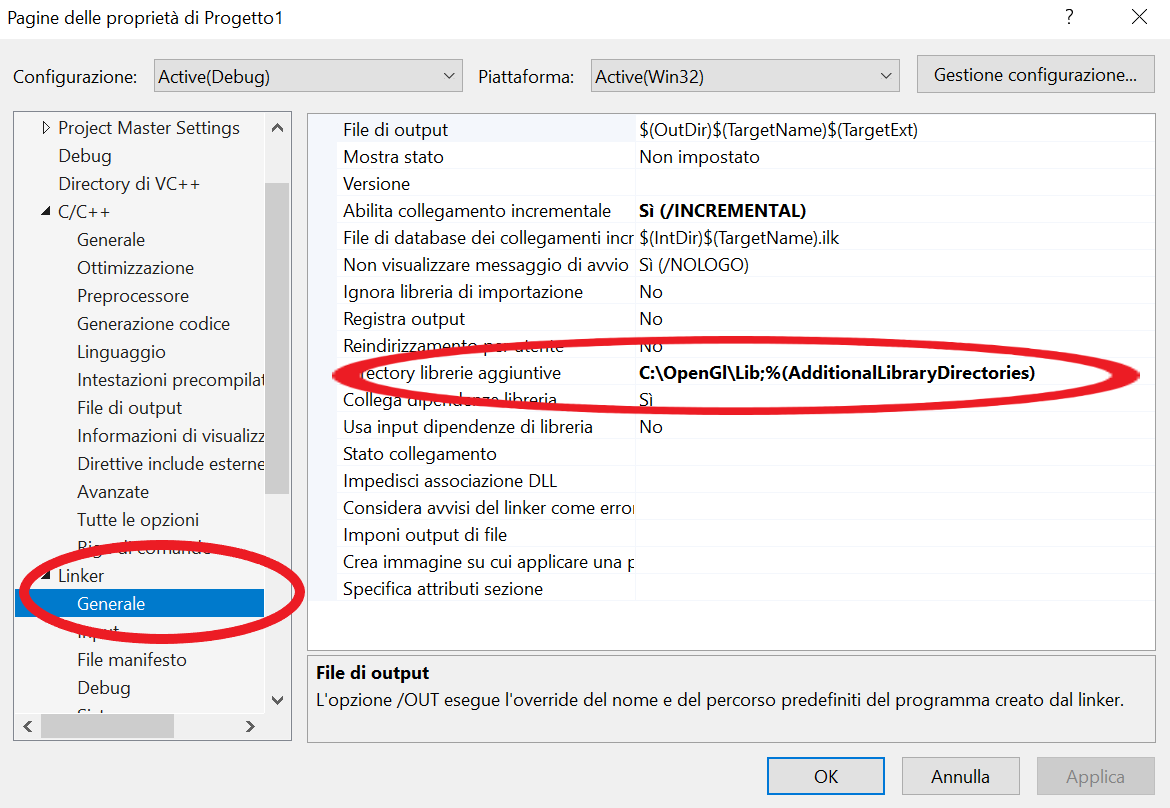 Pagine delle proprietà di Progetto1
?
Configurazione: Active(Debug) Piattaforma: Active(Win32) Gestione configurazione...
Project Master Settings
Debug
Directory di VC++
C/C++
Generale
Ottimizzazione
Preprocessore
Generazione codice
Linguaggio
Intestazioni precompilat
File di output
Informazioni di visualizz
Direttive include esterne
Avanzate
Tutte le opzioni
Riga di comando
Linker
Generale
Input
File manifesto
Debug
File di output $(OutDir)$(TargetName)$(TargetExt)
Mostra stato Non impostato
Versione
Abilita collegamento incrementale Sì (/INCREMENTAL)
File di database dei collegamenti incr $(IntDir)$(TargetName).ilk
Non visualizzare messaggio di avvio Sì (/NOLOGO)
Ignora libreria di importazione No
Registra output No
Reindirizzamento per utente No
rectory librerie aggiuntive C:\OpenGl\Lib;%(AdditionalLibraryDirectories)
Collega dipendenze libreria Sì
Usa input dipendenze di libreria No
Stato collegamento
Impedisci associazione DLL
Considera avvisi del linker come error
Imponi output di file
Crea immagine su cui applicare una p
Specifica attributi sezione
File di output
L'opzione /OUT esegue l'override del nome e del percorso predefiniti del programma creato dal linker.
OK Annulla Applica